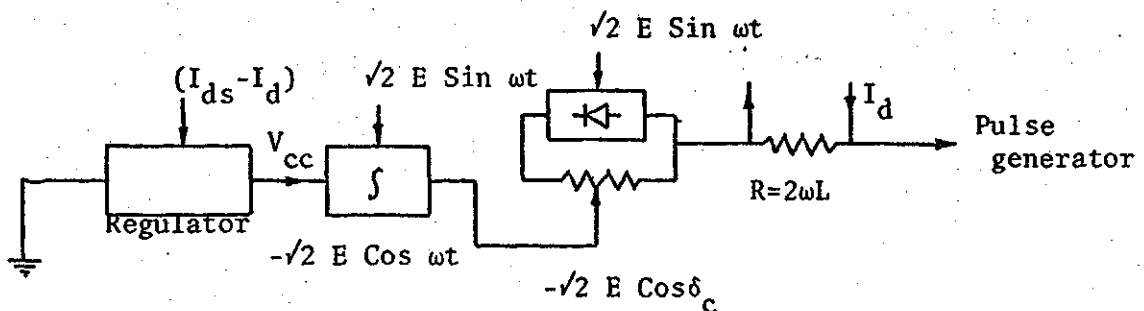 √2 E Sin ωt
(I_ds-I_d)
√2 E Sin ωt
I_d
V_cc
∫
Pulse
generator
R=2ωL
Regulator
-√2 E Cos ωt
-√2 E Cosδ_c